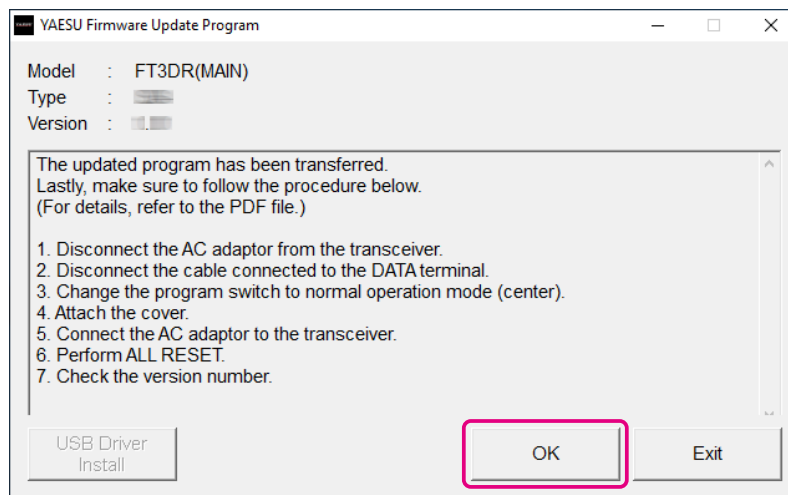 YAESU YAESU Firmware Update Program
Model : FT3DR(MAIN)
Type :
Version :
The updated program has been transferred.
Lastly, make sure to follow the procedure below.
(For details, refer to the PDF file.)
1. Disconnect the AC adaptor from the transceiver.
2. Disconnect the cable connected to the DATA terminal.
3. Change the program switch to normal operation mode (center).
4. Attach the cover.
5. Connect the AC adaptor to the transceiver.
6. Perform ALL RESET.
7. Check the version number.
USB Driver
Install
OK
Exit